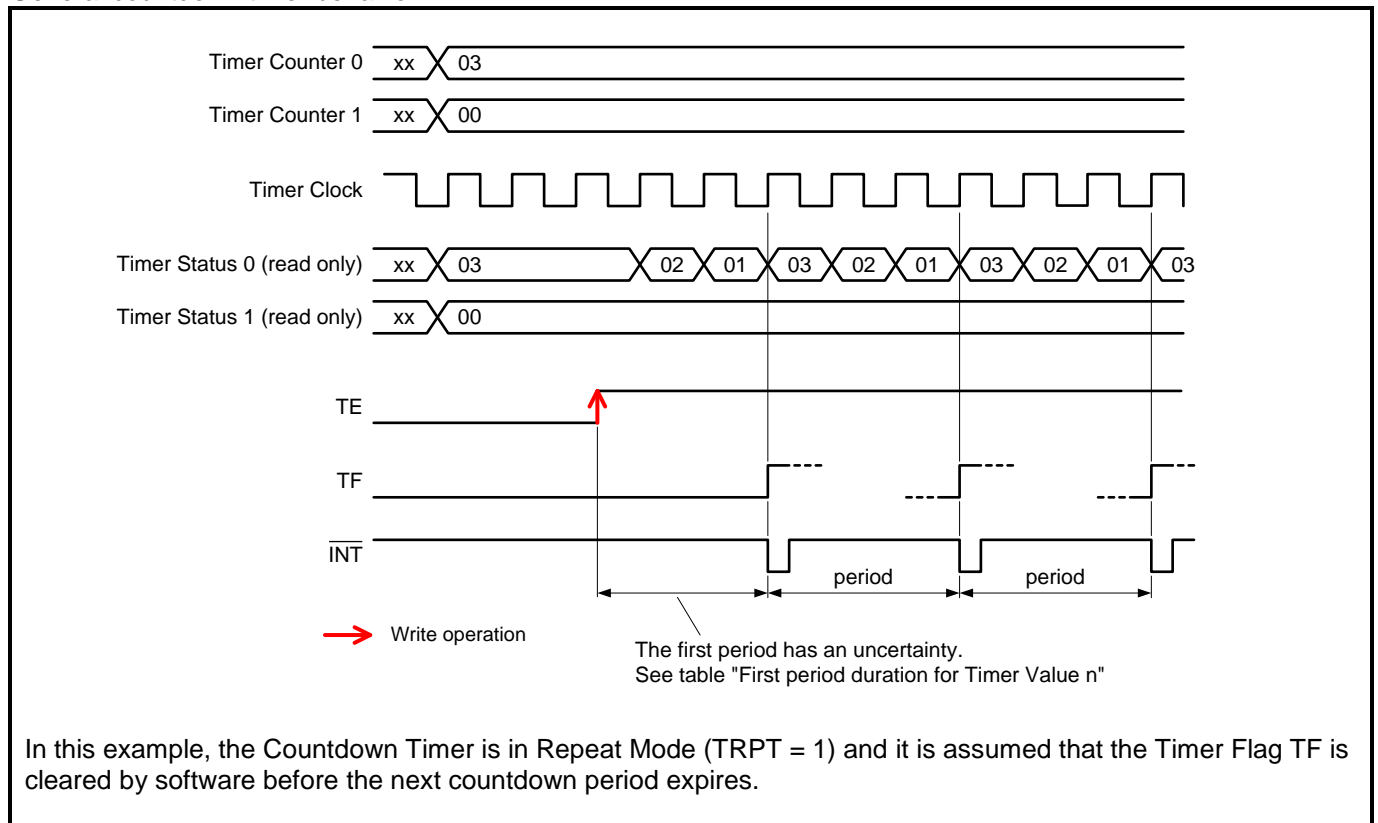 Timer Counter 0 xx 03
Timer Counter 1 xx 00
Timer Clock
Timer Status 0 (read only) xx 03 02 01 03 02 01 03 02 01 03
Timer Status 1 (read only) xx 00
TE
TF
INT
period period
Write operation
The first period has an uncertainty.
See table "First period duration for Timer Value n"
In this example, the Countdown Timer is in Repeat Mode (TRPT = 1) and it is assumed that the Timer Flag TF is
cleared by software before the next countdown period expires.